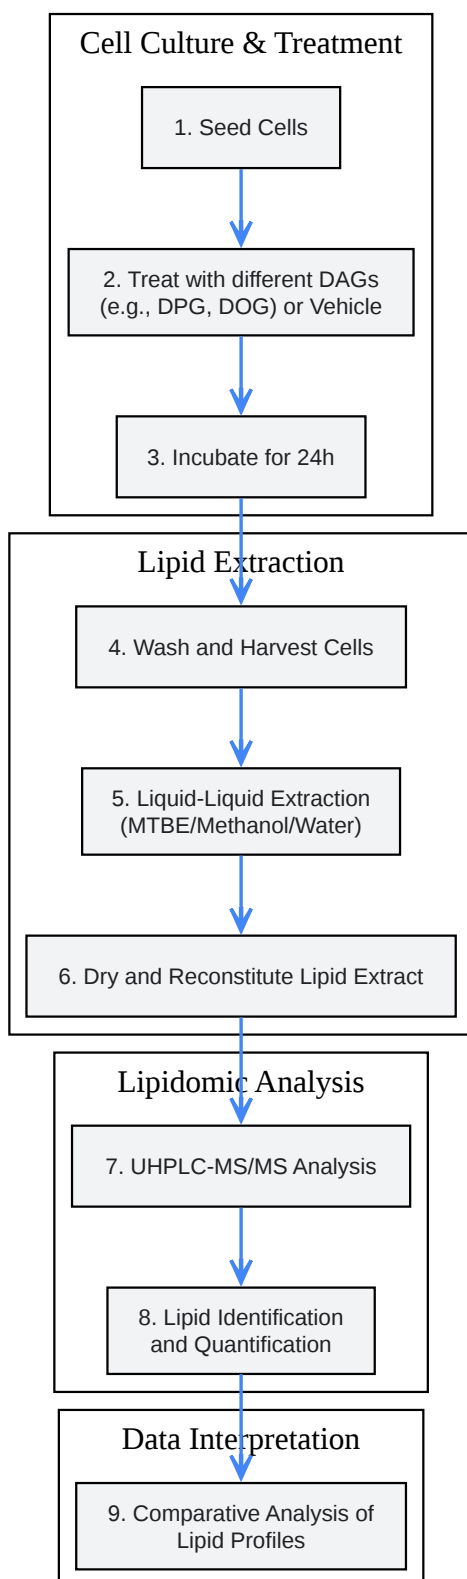 Cell Culture & Treatment
1. Seed Cells
2. Treat with different DAGs
(e.g., DPG, DOG) or Vehicle
3. Incubate for 24h
Lipid Extraction
4. Wash and Harvest Cells
5. Liquid-Liquid Extraction
(MTBE/Methanol/Water)
6. Dry and Reconstitute Lipid Extract
Lipidomic Analysis
7. UHPLC-MS/MS Analysis
8. Lipid Identification
and Quantification
Data Interpretation
9. Comparative Analysis of
Lipid Profiles